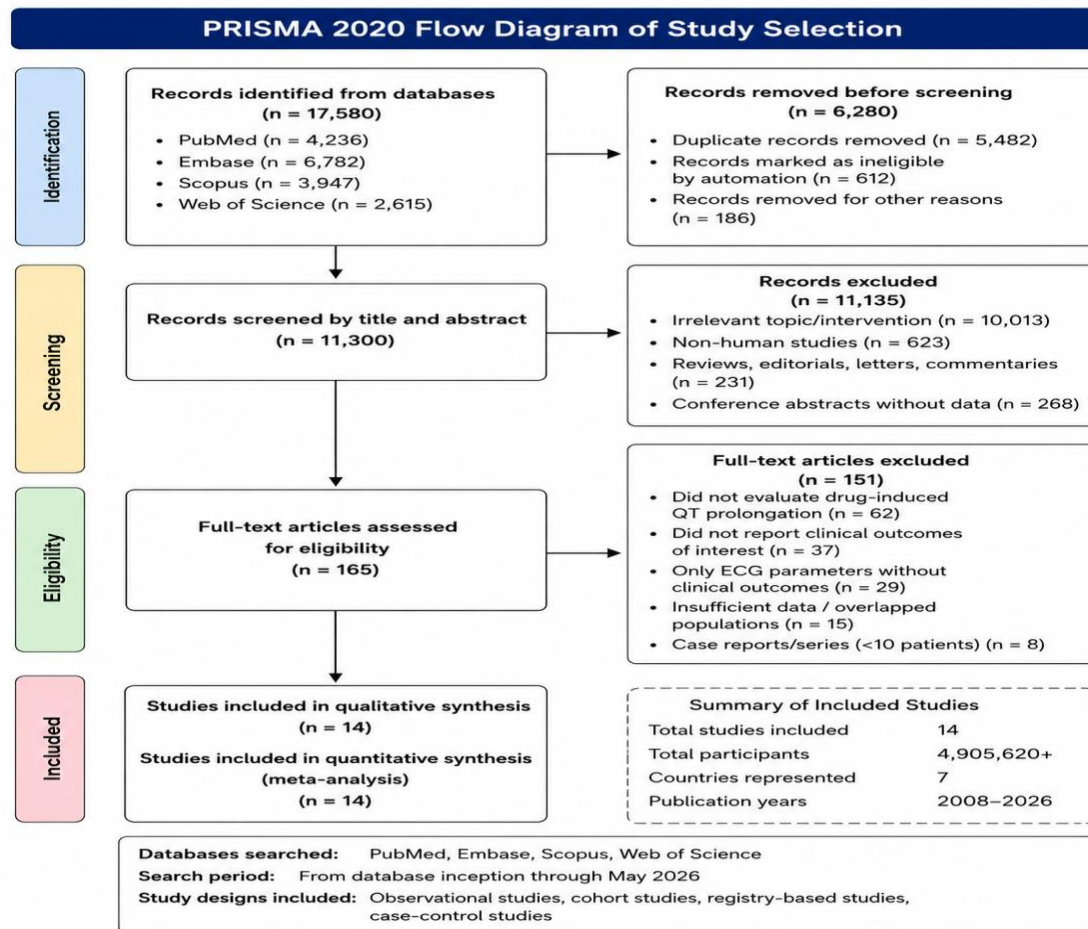 PRISMA 2020 Flow Diagram of Study Selection
Identification
Records identified from databases
(n = 17,580)
• PubMed (n = 4,236)
• Embase (n = 6,782)
• Scopus (n = 3,947)
• Web of Science (n = 2,615)
Records removed before screening
(n = 6,280)
• Duplicate records removed (n = 5,482)
• Records marked as ineligible
by automation (n = 612)
• Records removed for other reasons
(n = 186)
Screening
Records screened by title and abstract
(n = 11,300)
Records excluded
(n = 11,135)
• Irrelevant topic/intervention (n = 10,013)
• Non-human studies (n = 623)
• Reviews, editorials, letters, commentaries
(n = 231)
• Conference abstracts without data (n = 268)
Eligibility
Full-text articles assessed
for eligibility
(n = 165)
Full-text articles excluded
(n = 151)
• Did not evaluate drug-induced
QT prolongation (n = 62)
• Did not report clinical outcomes
of interest (n = 37)
• Only ECG parameters without
clinical outcomes (n = 29)
• Insufficient data / overlapped
populations (n = 15)
• Case reports/series (<10 patients) (n = 8)
Included
Studies included in qualitative synthesis
(n = 14)
Studies included in quantitative synthesis
(meta-analysis)
(n = 14)
Summary of Included Studies
Total studies included 14
Total participants 4,905,620+
Countries represented 7
Publication years 2008–2026
Databases searched: PubMed, Embase, Scopus, Web of Science
Search period: From database inception through May 2026
Study designs included: Observational studies, cohort studies, registry-based studies,
case-control studies